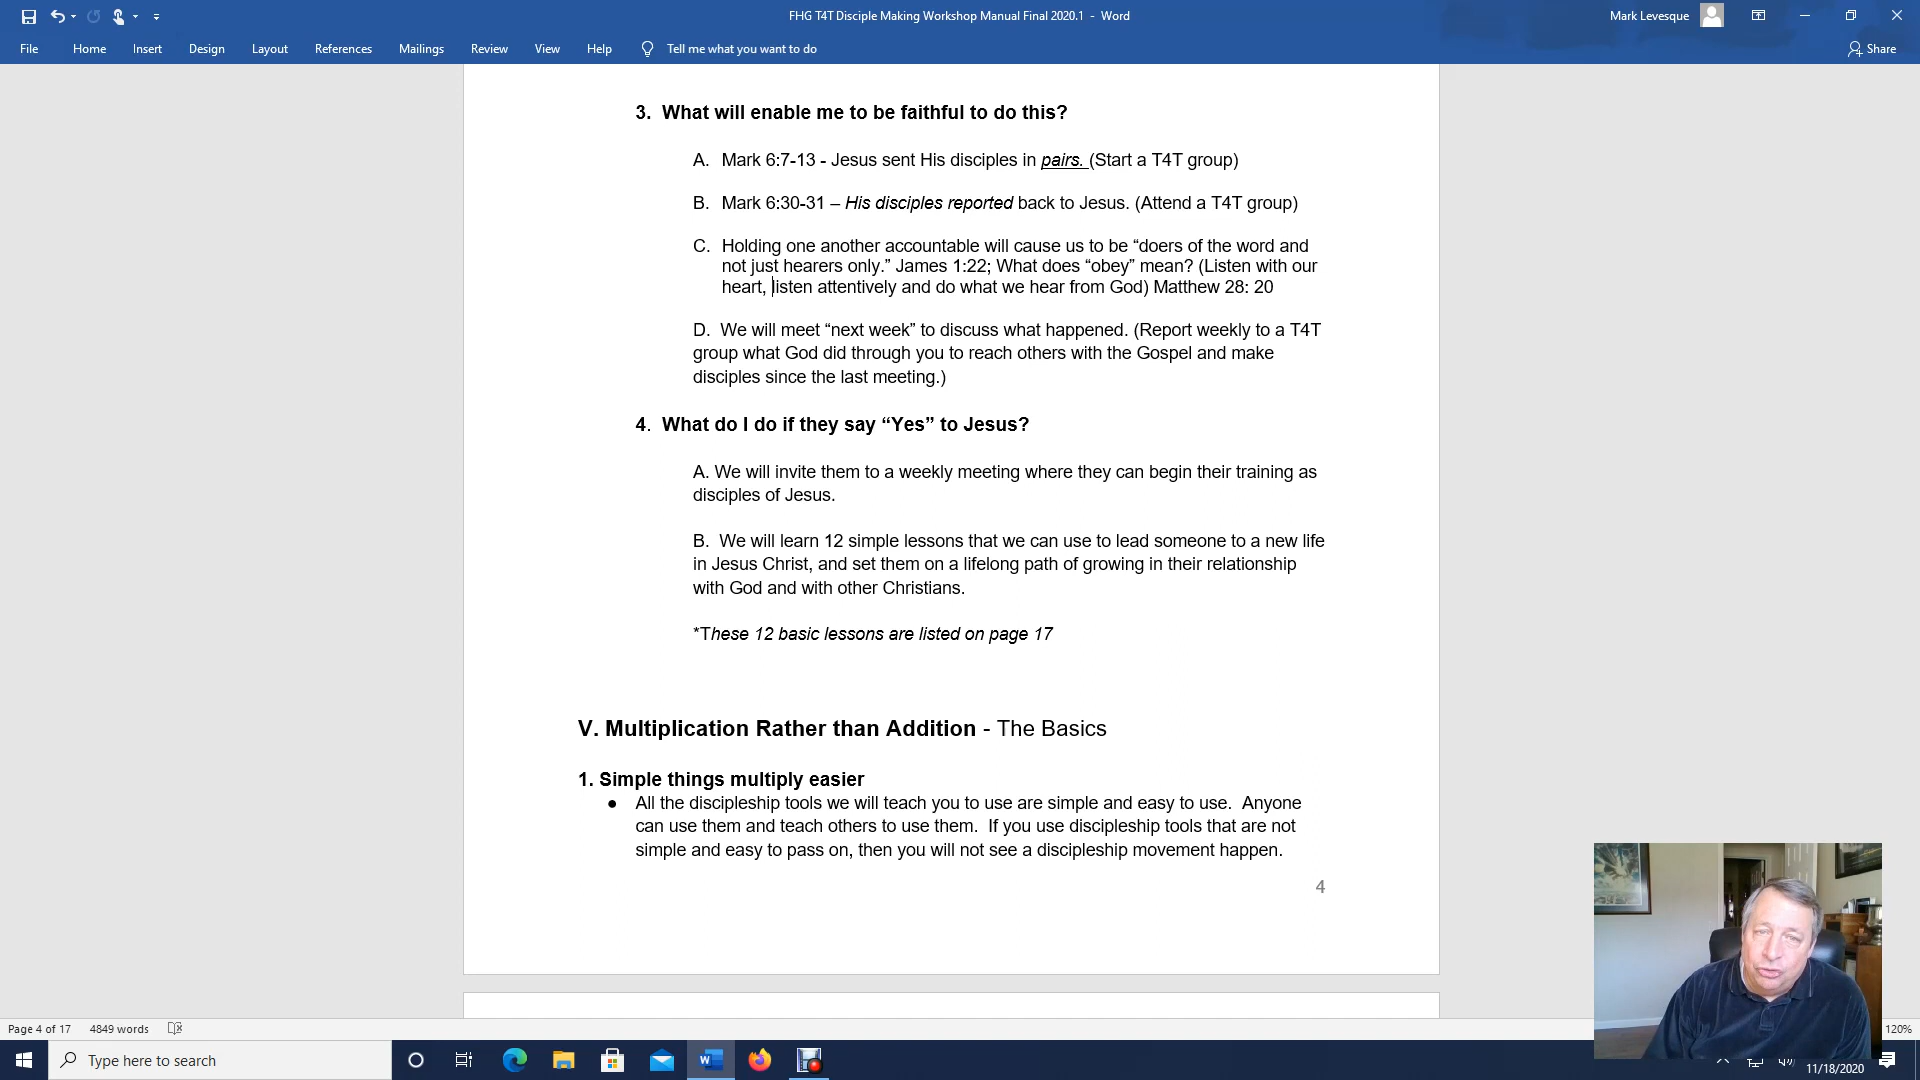 FHG T4T Disciple Making Workshop Manual Final 2020.1 - Word
Mark Levesque
File Home Insert Design Layout References Mailings Review View Help Tell me what you want to do Share
3. What will enable me to be faithful to do this?
A. Mark 6:7-13 - Jesus sent His disciples in pairs. (Start a T4T group)
B. Mark 6:30-31 – His disciples reported back to Jesus. (Attend a T4T group)
C. Holding one another accountable will cause us to be “doers of the word and
not just hearers only.” James 1:22; What does “obey” mean? (Listen with our
heart, listen attentively and do what we hear from God) Matthew 28: 20
D. We will meet “next week” to discuss what happened. (Report weekly to a T4T
group what God did through you to reach others with the Gospel and make
disciples since the last meeting.)
4. What do I do if they say “Yes” to Jesus?
A. We will invite them to a weekly meeting where they can begin their training as
disciples of Jesus.
B. We will learn 12 simple lessons that we can use to lead someone to a new life
in Jesus Christ, and set them on a lifelong path of growing in their relationship
with God and with other Christians.
*These 12 basic lessons are listed on page 17
V. Multiplication Rather than Addition - The Basics
1. Simple things multiply easier
● All the discipleship tools we will teach you to use are simple and easy to use. Anyone
can use them and teach others to use them. If you use discipleship tools that are not
simple and easy to pass on, then you will not see a discipleship movement happen.
4
Page 4 of 17 4849 words 120%
Type here to search
11/18/2020